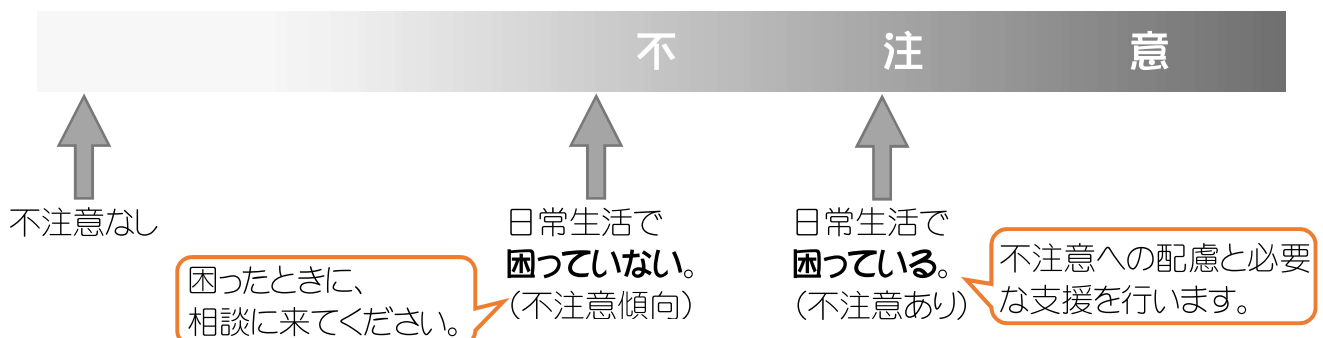 不注意
不注意なし
困ったときに、
相談に来てください。
日常生活で
困っていない。
(不注意傾向)
日常生活で
困っている。
(不注意あり)
不注意への配慮と必要
な支援を行います。